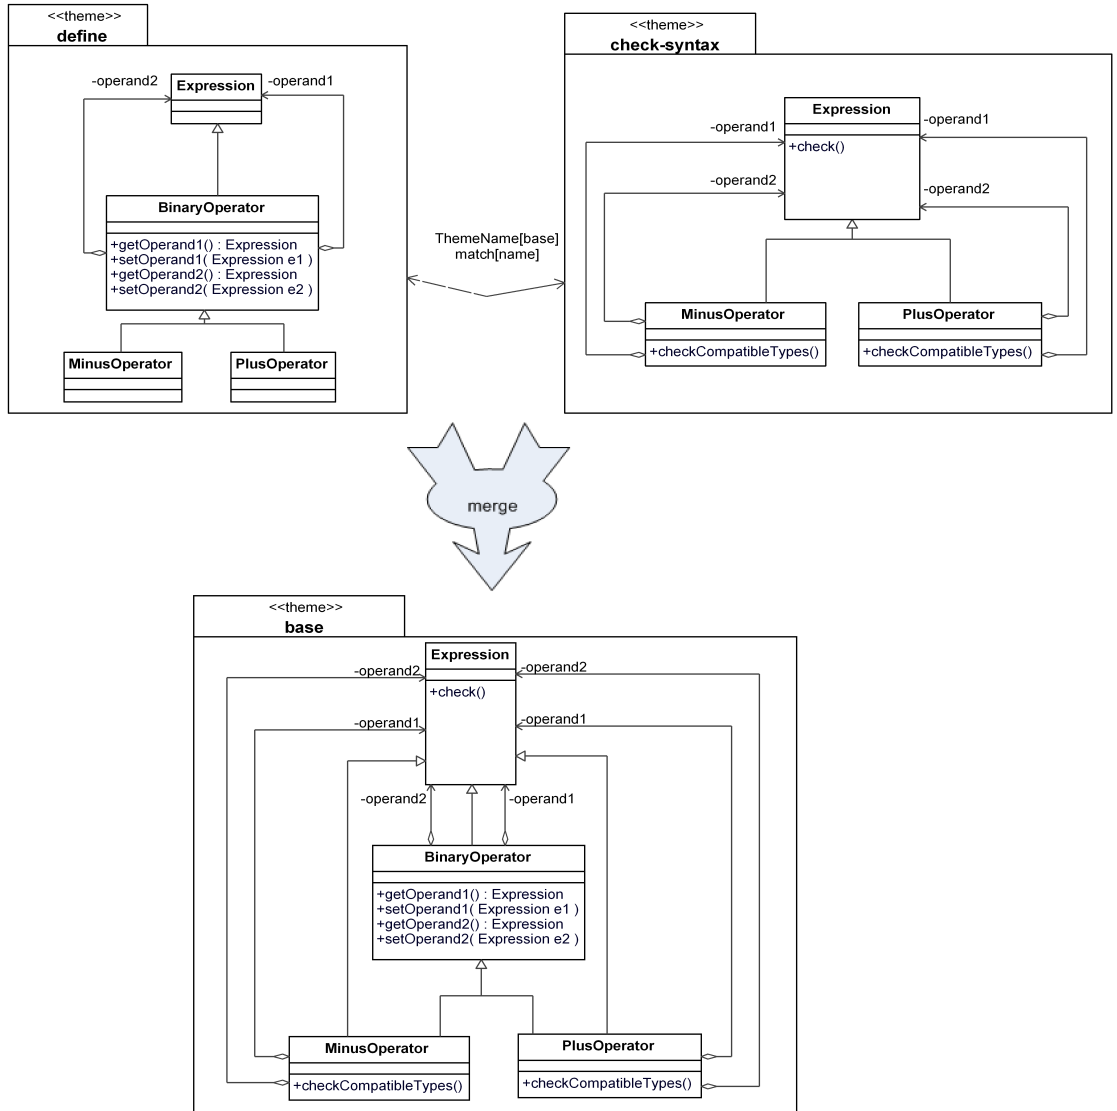 <<theme>>
define
-operand2
Expression
-operand1
BinaryOperator
+getOperand1() : Expression
+setOperand1( Expression e1 )
+getOperand2() : Expression
+setOperand2( Expression e2 )
MinusOperator
PlusOperator
ThemeName[base]
match[name]
<<theme>>
check-syntax
Expression
+check()
-operand1
-operand1
-operand2
-operand2
MinusOperator
+checkCompatibleTypes()
PlusOperator
+checkCompatibleTypes()
merge
<<theme>>
base
Expression
+check()
-operand2
-operand2
-operand1
-operand1
-operand2
-operand1
BinaryOperator
+getOperand1() : Expression
+setOperand1( Expression e1 )
+getOperand2() : Expression
+setOperand2( Expression e2 )
MinusOperator
+checkCompatibleTypes()
PlusOperator
+checkCompatibleTypes()